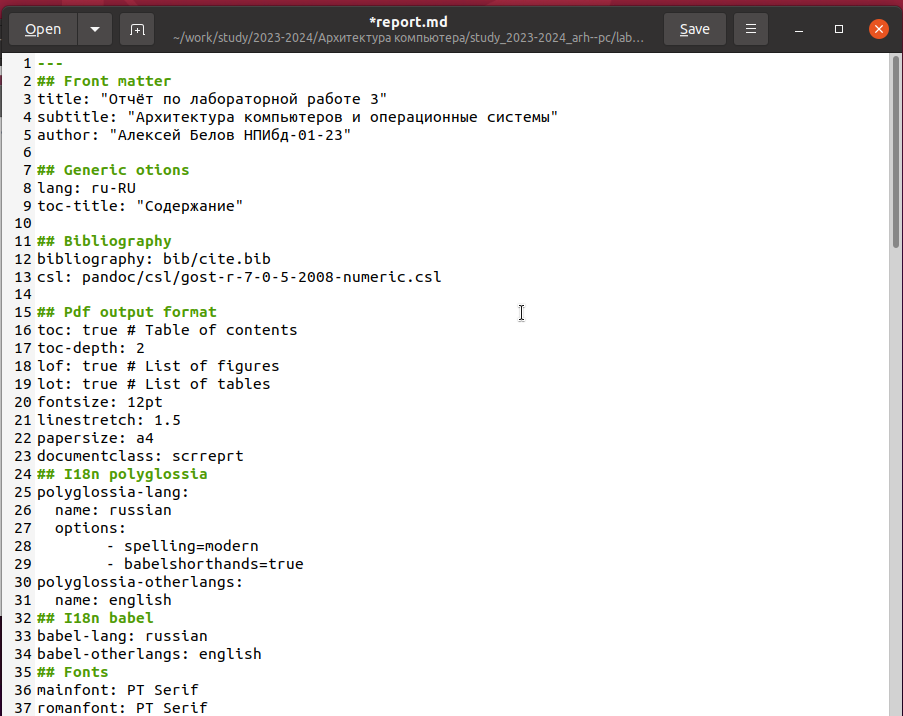 Open
*report.md
~/work/study/2023-2024/Архитектура компьютера/study_2023-2024_arh--pc/lab…
Save
1 ---
2 ## Front matter
3 title: "Отчёт по лабораторной работе 3"
4 subtitle: "Архитектура компьютеров и операционные системы"
5 author: "Алексей Белов НПИбд-01-23"
6
7 ## Generic otions
8 lang: ru-RU
9 toc-title: "Содержание"
10
11 ## Bibliography
12 bibliography: bib/cite.bib
13 csl: pandoc/csl/gost-r-7-0-5-2008-numeric.csl
14
15 ## Pdf output format
16 toc: true # Table of contents
17 toc-depth: 2
18 lof: true # List of figures
19 lot: true # List of tables
20 fontsize: 12pt
21 linestretch: 1.5
22 papersize: a4
23 documentclass: scrreprt
24 ## I18n polyglossia
25 polyglossia-lang:
26   name: russian
27   options:
28         - spelling=modern
29         - babelshorthands=true
30 polyglossia-otherlangs:
31   name: english
32 ## I18n babel
33 babel-lang: russian
34 babel-otherlangs: english
35 ## Fonts
36 mainfont: PT Serif
37 romanfont: PT Serif